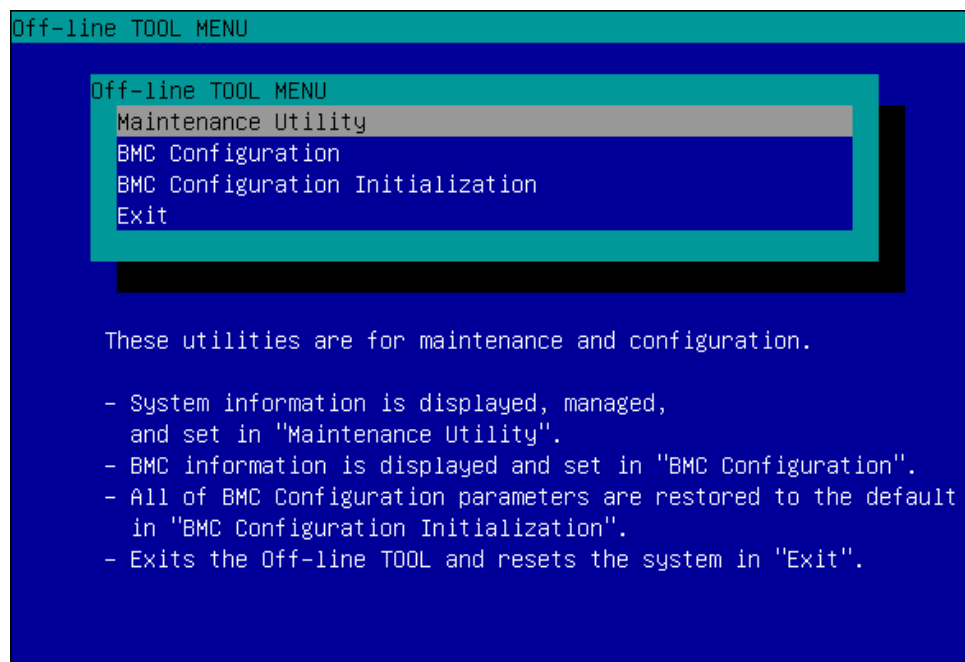 Off-line TOOL MENU
Off-line TOOL MENU
Maintenance Utility
BMC Configuration
BMC Configuration Initialization
Exit
These utilities are for maintenance and configuration.
- System information is displayed, managed,
and set in "Maintenance Utility".
- BMC information is displayed and set in "BMC Configuration".
- All of BMC Configuration parameters are restored to the default
in "BMC Configuration Initialization".
- Exits the Off-line TOOL and resets the system in "Exit".